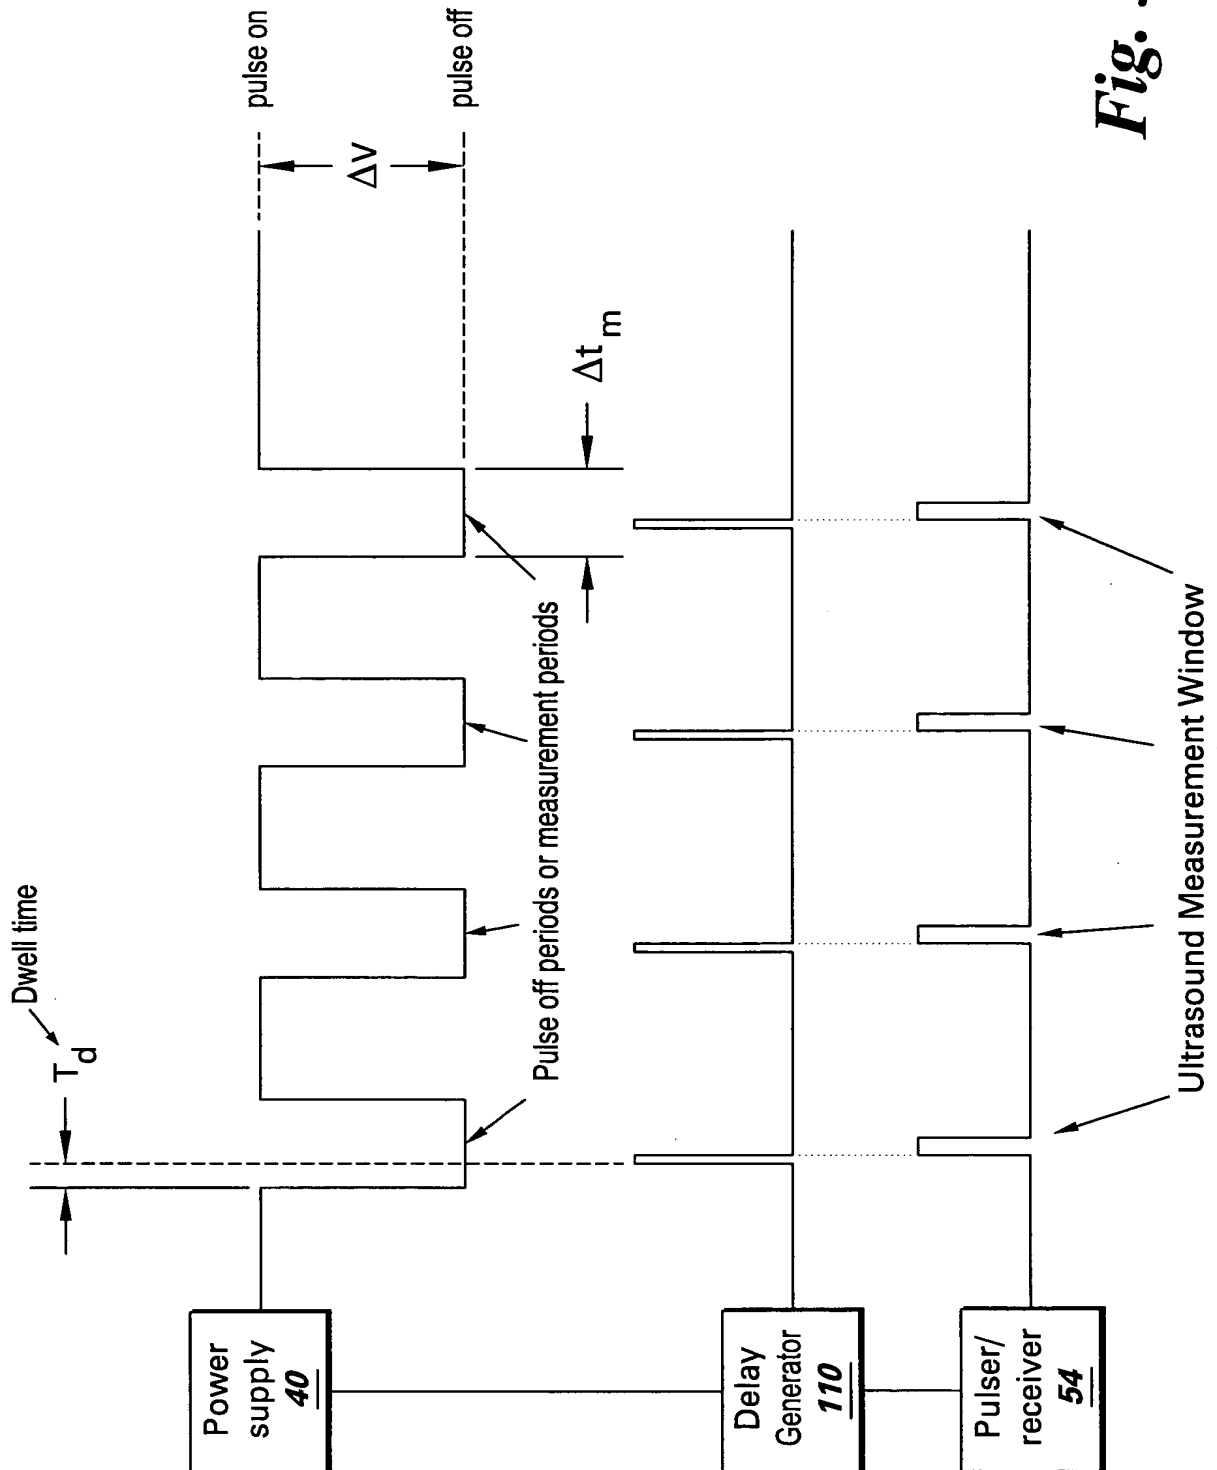 Dwell time
T d
pulse on
pulse off
ΔV
Δt m
Pulse off periods or measurement periods
Power
supply
40
Delay
Generator
110
Pulser/
receiver
54
Ultrasound Measurement Window
Fig.